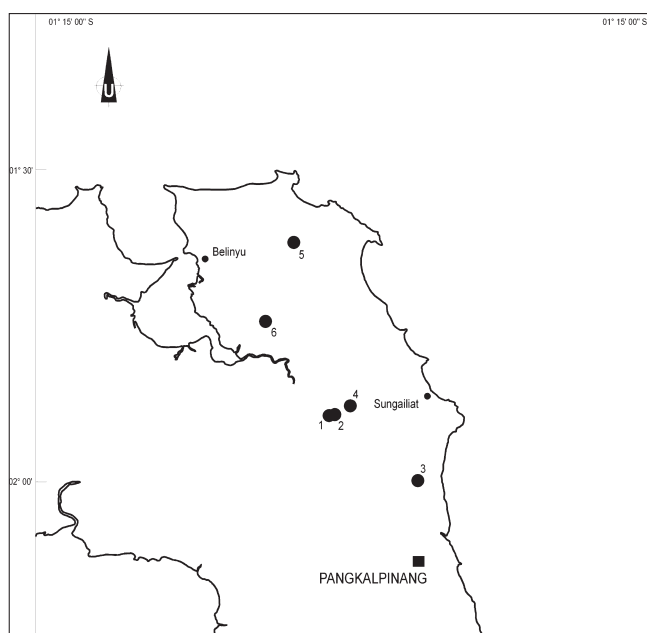 01° 15' 00" S 01° 15' 00" S
U
01° 30'
Belinyu
5
6
4
Sungailiat
1 2
3
02° 00'
PANGKALPINANG